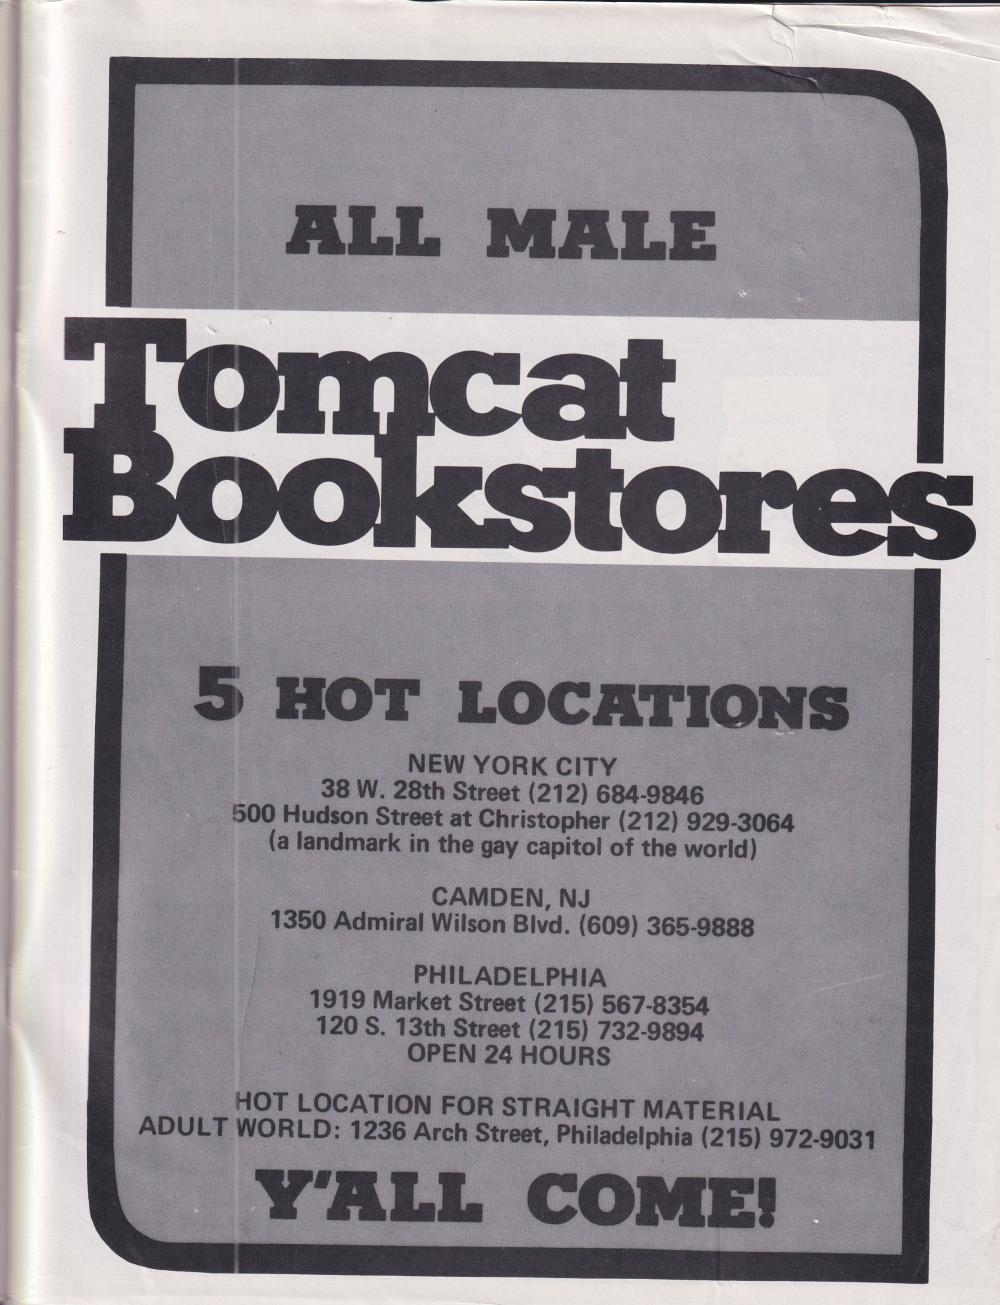 ALL MALE
Tomcat
Bookstores
5 HOT LOCATIONS
NEW YORK CITY
38 W. 28th Street (212) 684-9846
500 Hudson Street at Christopher (212) 929-3064
(a landmark in the gay capitol of the world)
CAMDEN, NJ
1350 Admiral Wilson Blvd. (609) 365-9888
PHILADELPHIA
1919 Market Street (215) 567-8354
120 S. 13th Street (215) 732-9894
OPEN 24 HOURS
HOT LOCATION FOR STRAIGHT MATERIAL
ADULT WORLD: 1236 Arch Street, Philadelphia (215) 972-9031
Y'ALL COME!